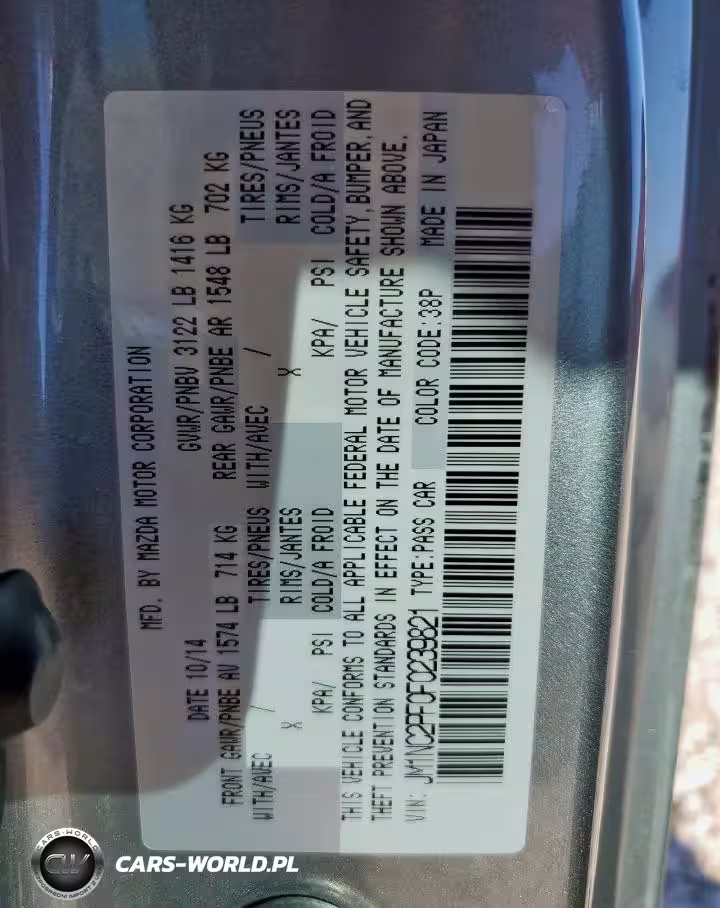 MFD. BY MAZDA MOTOR CORPORATION
DATE 10/14 GVWR/PNBV 3122 LB 1416 KG
FRONT GAWR/PNBE AV 1574 LB 714 KG REAR GAWR/PNBE AR 1548 LB 702 KG
WITH/AVEC / TIRES/PNEUS WITH/AVEC / TIRES/PNEUS
X RIMS/JANTES X RIMS/JANTES
KPA/ PSI COLD/A FROID KPA/ PSI COLD/A FROID
THIS VEHICLE CONFORMS TO ALL APPLICABLE FEDERAL MOTOR VEHICLE SAFETY, BUMPER, AND
THEFT PREVENTION STANDARDS IN EFFECT ON THE DATE OF MANUFACTURE SHOWN ABOVE.
VIN: JM1NC2PF0F0239821 TYPE:PASS CAR COLOR CODE:38P MADE IN JAPAN
CARS-WORLD
CW
CARS-WORLD.PL